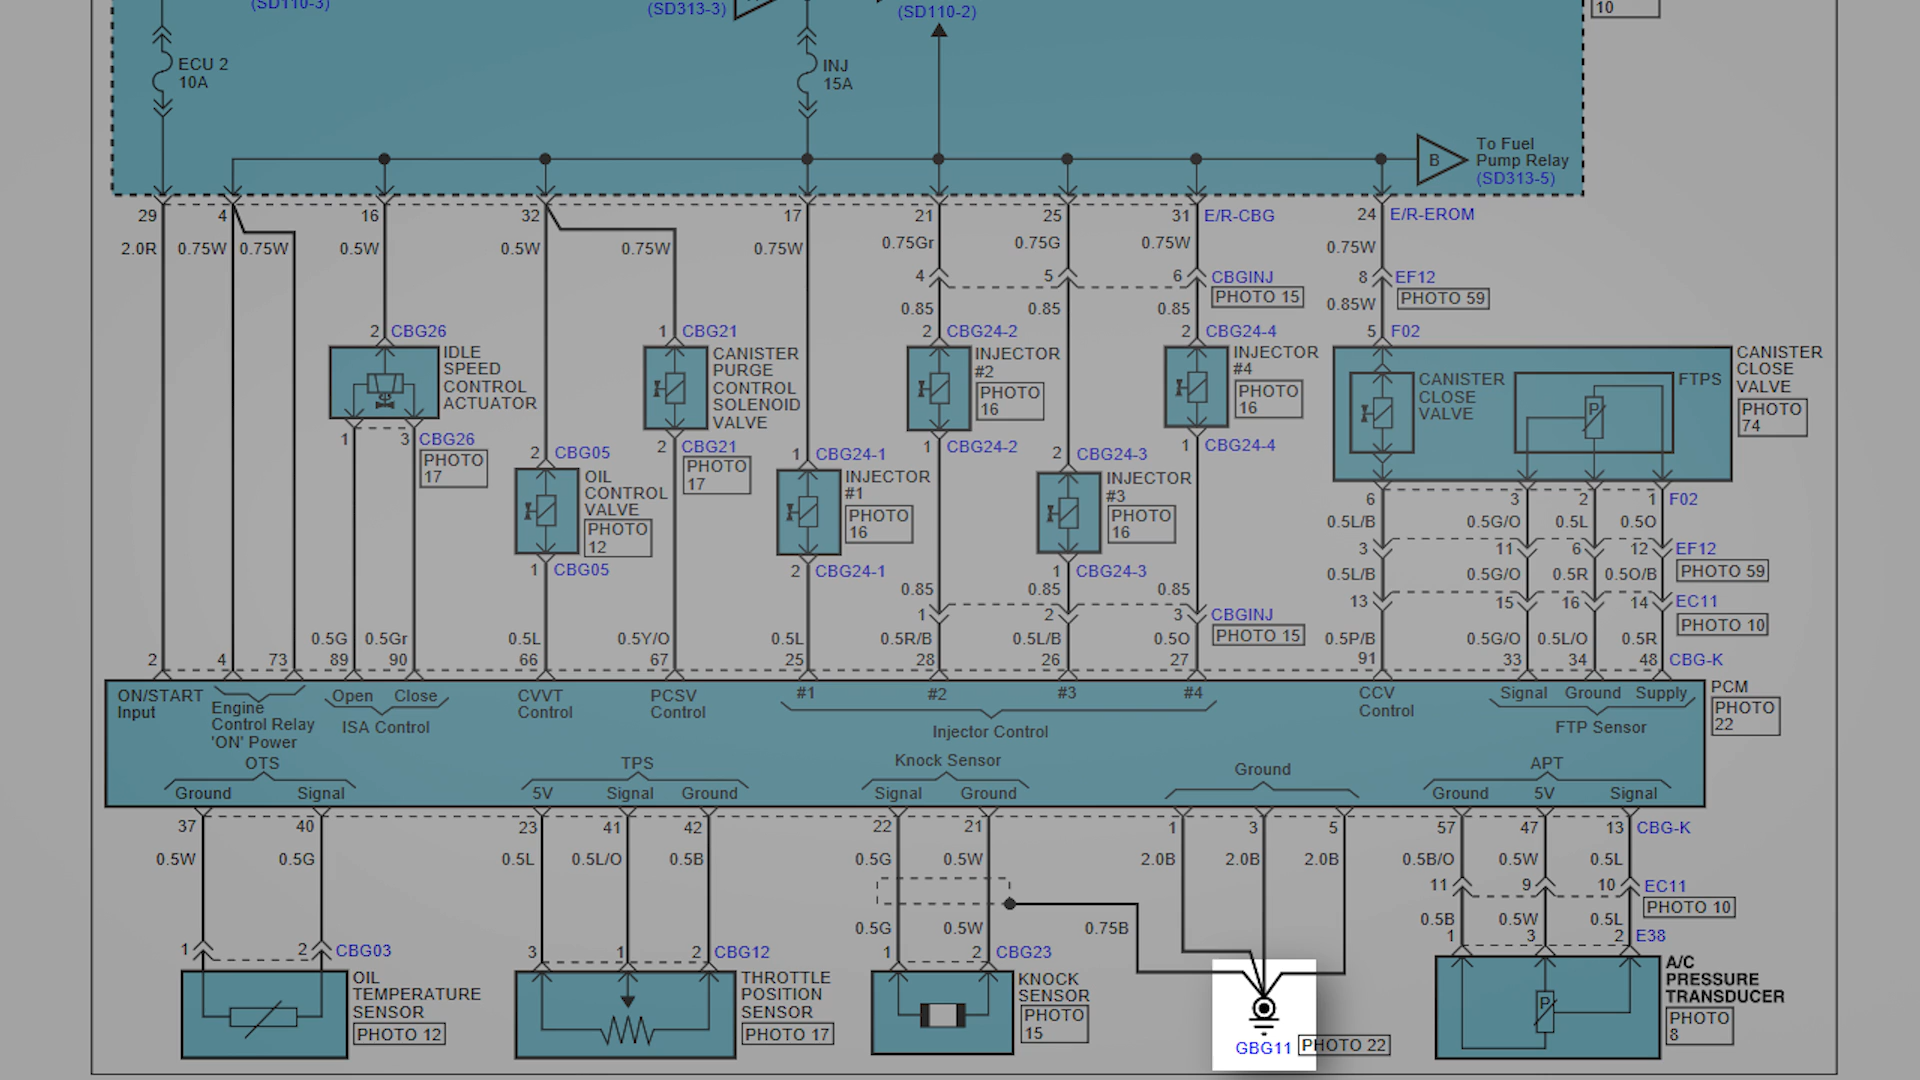 (SD110-3)
(SD313-3)
(SD110-2)
10
ECU 2
10A
INJ
15A
B
To Fuel
Pump Relay
(SD313-5)
29
4
16
32
17
21
25
31
E/R-CBG
24
E/R-EROM
2.0R
0.75W
0.75W
0.5W
0.5W
0.75W
0.75W
0.75Gr
0.75G
0.75W
0.75W
4
5
6
CBGINJ
PHOTO 15
8
EF12
PHOTO 59
0.85
0.85
0.85
0.85W
2
CBG26
1
CBG21
2
CBG24-2
2
CBG24-4
5
F02
IDLE
SPEED
CONTROL
ACTUATOR
CANISTER
PURGE
CONTROL
SOLENOID
VALVE
INJECTOR
#2
PHOTO
16
INJECTOR
#4
PHOTO
16
CANISTER
CLOSE
VALVE
FTPS
P
CANISTER
CLOSE
VALVE
PHOTO
74
1
3
CBG26
PHOTO
17
2
CBG05
2
CBG21
PHOTO
17
1
CBG24-1
1
CBG24-2
2
CBG24-3
1
CBG24-4
OIL
CONTROL
VALVE
PHOTO
12
INJECTOR
#1
PHOTO
16
INJECTOR
#3
PHOTO
16
6
3
2
1
F02
0.5L/B
0.5G/O
0.5L
0.5O
3
11
6
12
EF12
PHOTO 59
1
CBG05
2
CBG24-1
1
CBG24-3
0.5L/B
0.5G/O
0.5R
0.5O/B
0.85
0.85
0.85
13
15
16
14
EC11
PHOTO 10
1
2
3
CBGINJ
PHOTO 15
0.5G
0.5Gr
0.5L
0.5Y/O
0.5L
0.5R/B
0.5L/B
0.5O
0.5P/B
0.5G/O
0.5L/O
0.5R
2
4
73
89
90
66
67
25
28
26
27
91
33
34
48
CBG-K
ON/START
Input
Engine
Control Relay
'ON' Power
Open
Close
ISA Control
CVVT
Control
PCSV
Control
#1
#2
#3
#4
Injector Control
CCV
Control
Signal
Ground
Supply
FTP Sensor
PCM
PHOTO
22
OTS
Ground
Signal
TPS
5V
Signal
Ground
Knock Sensor
Signal
Ground
Ground
APT
Ground
5V
Signal
37
40
23
41
42
22
21
1
3
5
57
47
13
CBG-K
0.5W
0.5G
0.5L
0.5L/O
0.5B
0.5G
0.5W
2.0B
2.0B
2.0B
0.5B/O
0.5W
0.5L
11
9
10
EC11
PHOTO 10
0.5G
0.5W
0.75B
0.5B
0.5W
0.5L
1
2
CBG03
3
1
2
CBG12
1
2
CBG23
1
3
2
E38
OIL
TEMPERATURE
SENSOR
PHOTO 12
THROTTLE
POSITION
SENSOR
PHOTO 17
KNOCK
SENSOR
PHOTO
15
GBG11
PHOTO 22
P
A/C
PRESSURE
TRANSDUCER
PHOTO
8